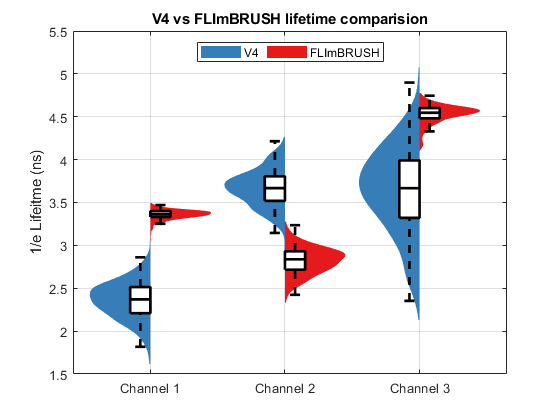 V4 vs FLImBRUSH lifetime comparision
V4 FLImBRUSH
1/e Lifeitme (ns)
5.5
5
4.5
4
3.5
3
2.5
2
1.5
Channel 1 Channel 2 Channel 3